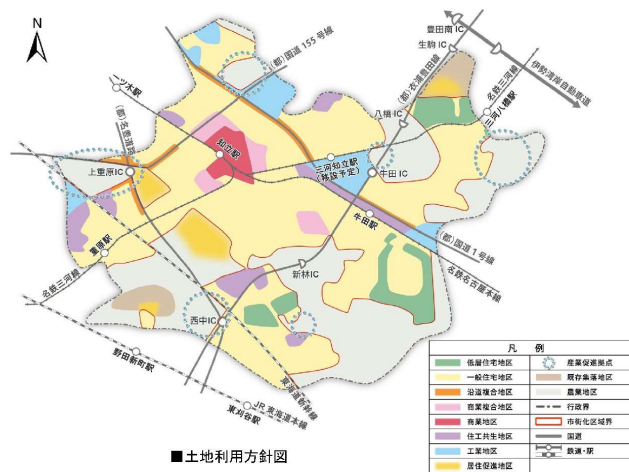 N
豊田南IC
生駒IC
伊勢湾岸自動車道
(都)国道155号線
(都)衣浦豊田線
名鉄三河線
三河八橋駅
一ツ木駅
八橋IC
(都)名豊道路
知立駅
三河知立駅
(移設予定)
牛田IC
上重原IC
牛田駅
(都)国道1号線
重原駅
名鉄名古屋本線
名鉄三河線
新林IC
西中IC
野田新町駅
東海道新幹線
JR東海道本線
東刈谷駅
■土地利用方針図
凡 例
低層住宅地区 産業促進拠点
一般住宅地区 既存集落地区
沿道複合地区 農業地区
商業複合地区 行政界
商業地区 市街化区域界
住工共生地区 国道
工業地区 鉄道・駅
居住促進地区